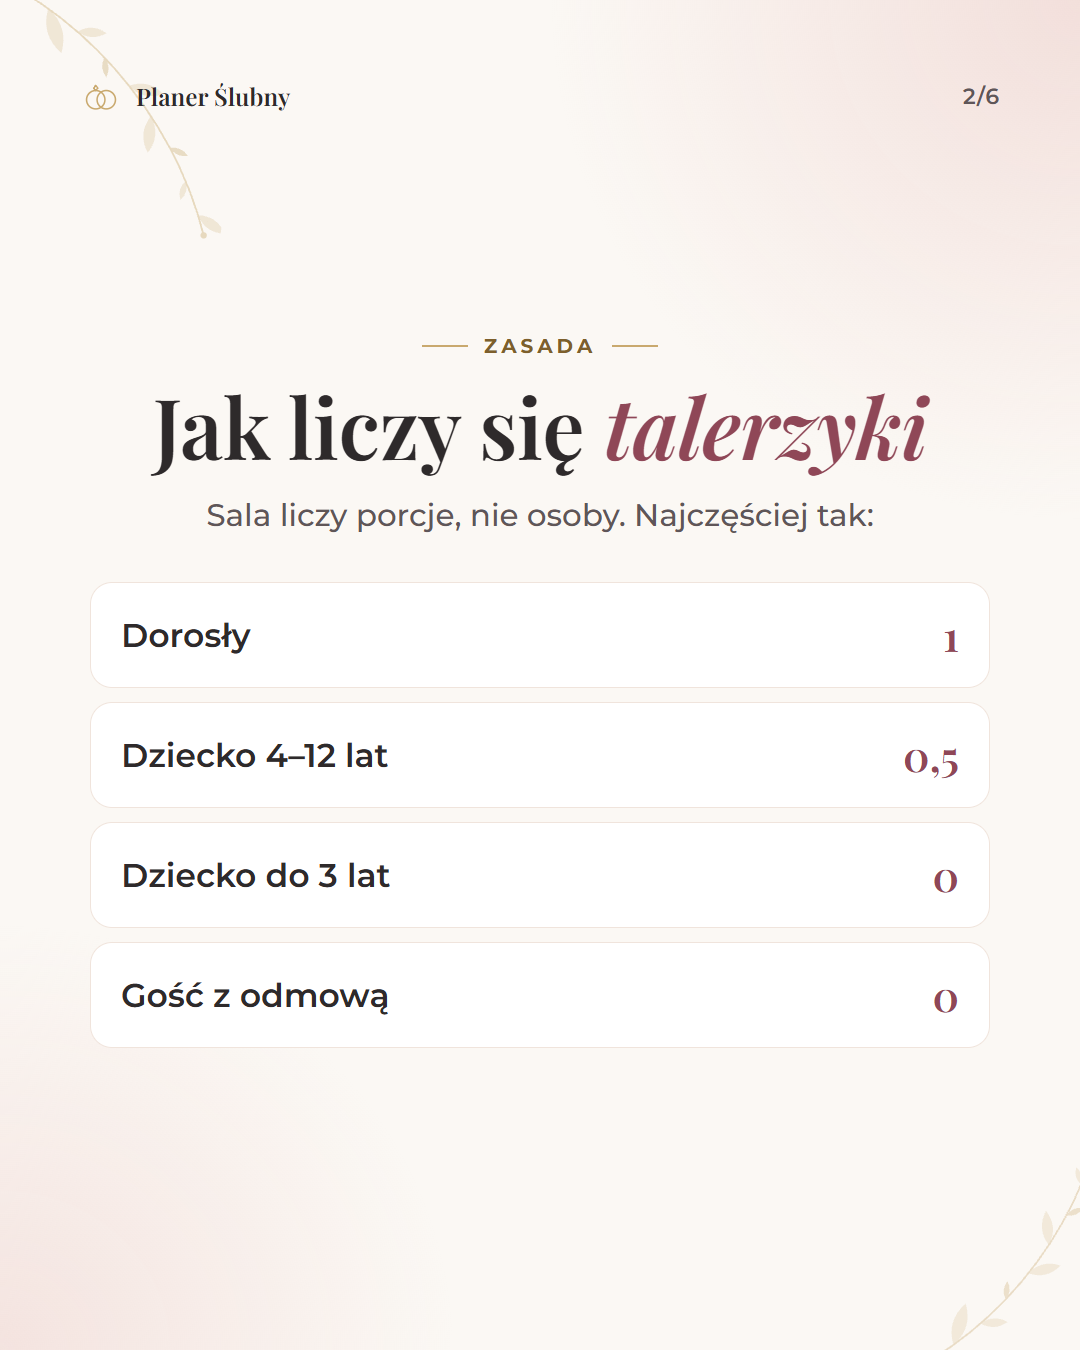 Planer Ślubny
2/6
ZASADA
Jak liczy się talerzyki
Sala liczy porcje, nie osoby. Najczęściej tak:
Dorosły 1
Dziecko 4–12 lat 0,5
Dziecko do 3 lat 0
Gość z odmową 0